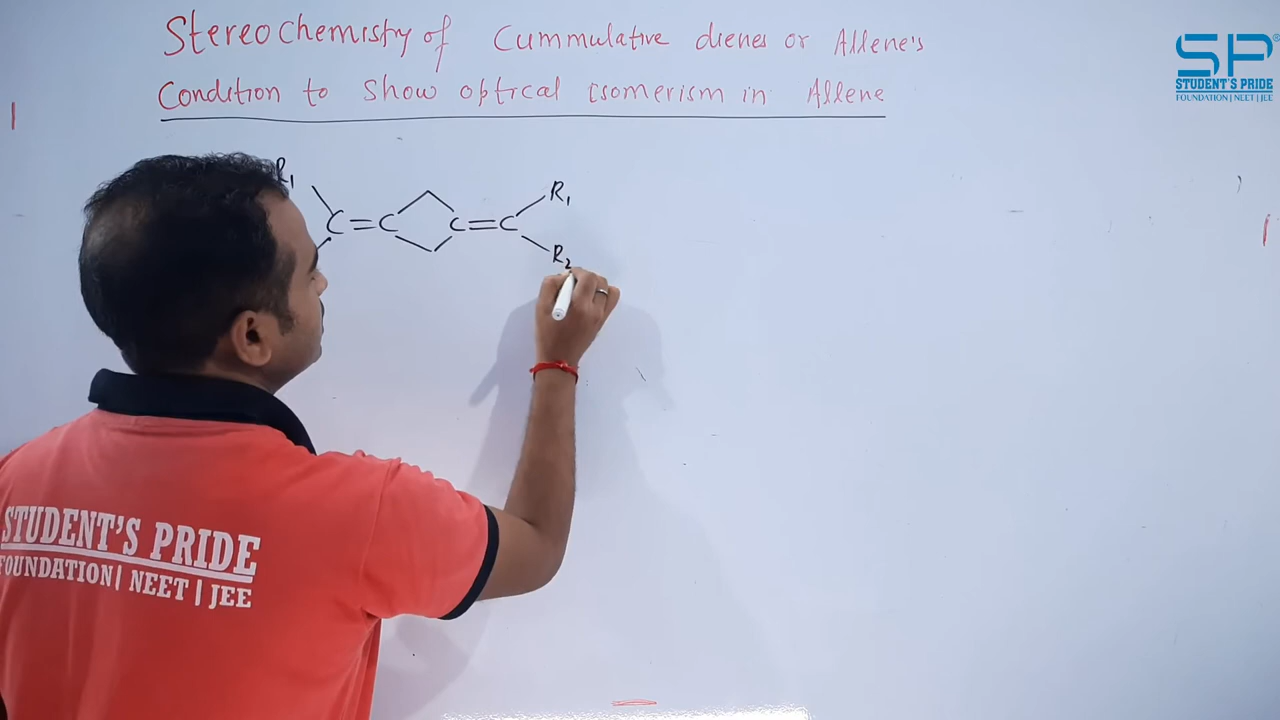 Stereochemistry of Cummulative dienes or Allene's
SP
STUDENT'S PRIDE
FOUNDATION | NEET | JEE
Condition to show optical isomerism in Allene
R1
R1
C=C C=C
R2
STUDENT'S PRIDE
FOUNDATION | NEET | JEE